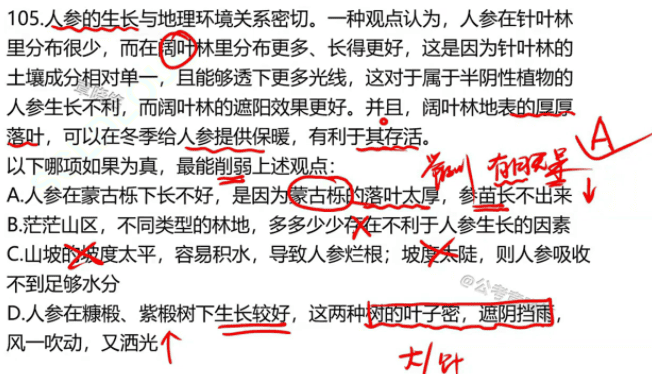 105.人参的生长与地理环境关系密切。一种观点认为，人参在针叶林
里分布很少，而在阔叶林里分布更多、长得更好，这是因为针叶林的
土壤成分相对单一，且能够透下更多光线，这对于属于半阴性植物的
人参生长不利，而阔叶林的遮阳效果更好。并且，阔叶林地表的厚厚
落叶，可以在冬季给人参提供保暖，有利于其存活。
A
以下哪项如果为真，最能削弱上述观点：
A.人参在蒙古栎下长不好，是因为蒙古栎的落叶太厚，参苗长不出来
B.茫茫山区，不同类型的林地，多多少少存在不利于人参生长的因素
C.山坡的坡度太平，容易积水，导致人参烂根；坡度太陡，则人参吸收
不到足够水分
@公考
D.人参在糠椴、紫椴树下生长较好，这两种树的叶子密，遮阴挡雨，
风一吹动，又洒光